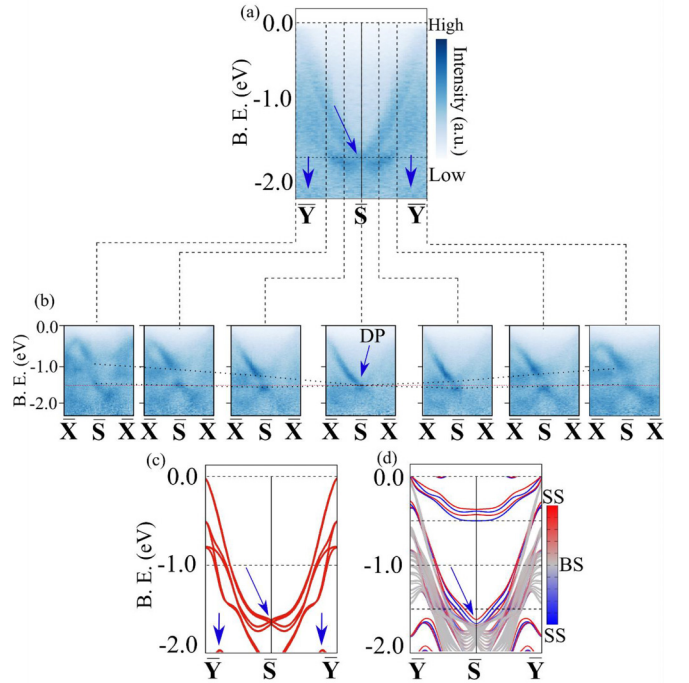 (a)
0.0
High
B. E. (eV)
-1.0
Intensity (a.u.)
-2.0
Low
Y̅ S̅ Y̅
(b)
DP
B. E. (eV)
0.0
-1.0
-2.0
X̅ S̅ X̅ X̅ S̅ X̅ X̅ S̅ X̅ X̅ S̅ X̅ X̅ S̅ X̅ X̅ S̅ X̅ X̅ S̅ X̅
(c)
(d)
0.0
0.0
SS
B. E. (eV)
-1.0
-1.0
BS
SS
-2.0
-2.0
Y̅ S̅ Y̅
Y̅ S̅ Y̅